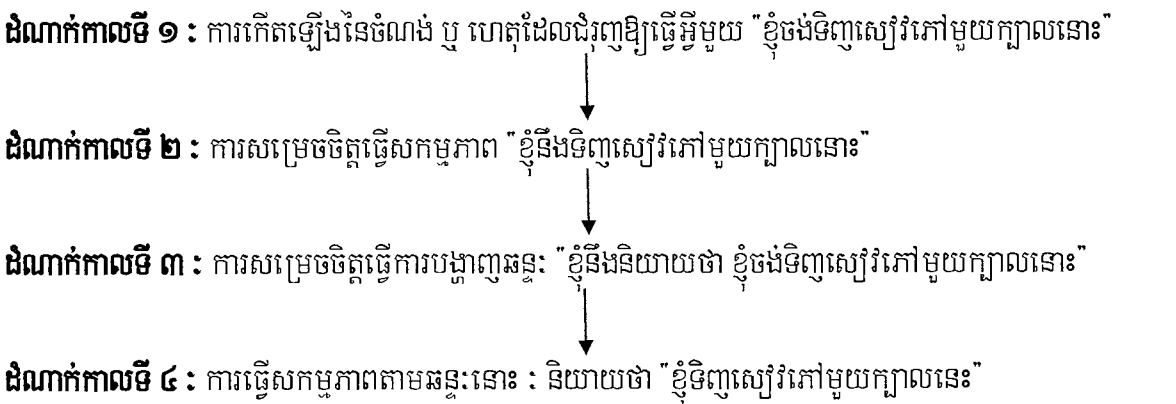 ដំណាក់កាលទី ១ ៖ ការកើតឡើងនៃចំណង់ ឬ ហេតុដែលជំរុញឱ្យធ្វើអ្វីមួយ "ខ្ញុំចង់ទិញសៀវភៅមួយក្បាលនោះ"
ដំណាក់កាលទី ២ ៖ ការសម្រេចចិត្តធ្វើសកម្មភាព "ខ្ញុំនឹងទិញសៀវភៅមួយក្បាលនោះ"
ដំណាក់កាលទី ៣ ៖ ការសម្រេចចិត្តធ្វើការបង្ហាញឆន្ទៈ "ខ្ញុំនឹងនិយាយថា ខ្ញុំចង់ទិញសៀវភៅមួយក្បាលនោះ"
ដំណាក់កាលទី ៤ ៖ ការធ្វើសកម្មភាពតាមឆន្ទៈនោះ ៖ និយាយថា "ខ្ញុំទិញសៀវភៅមួយក្បាលនេះ"